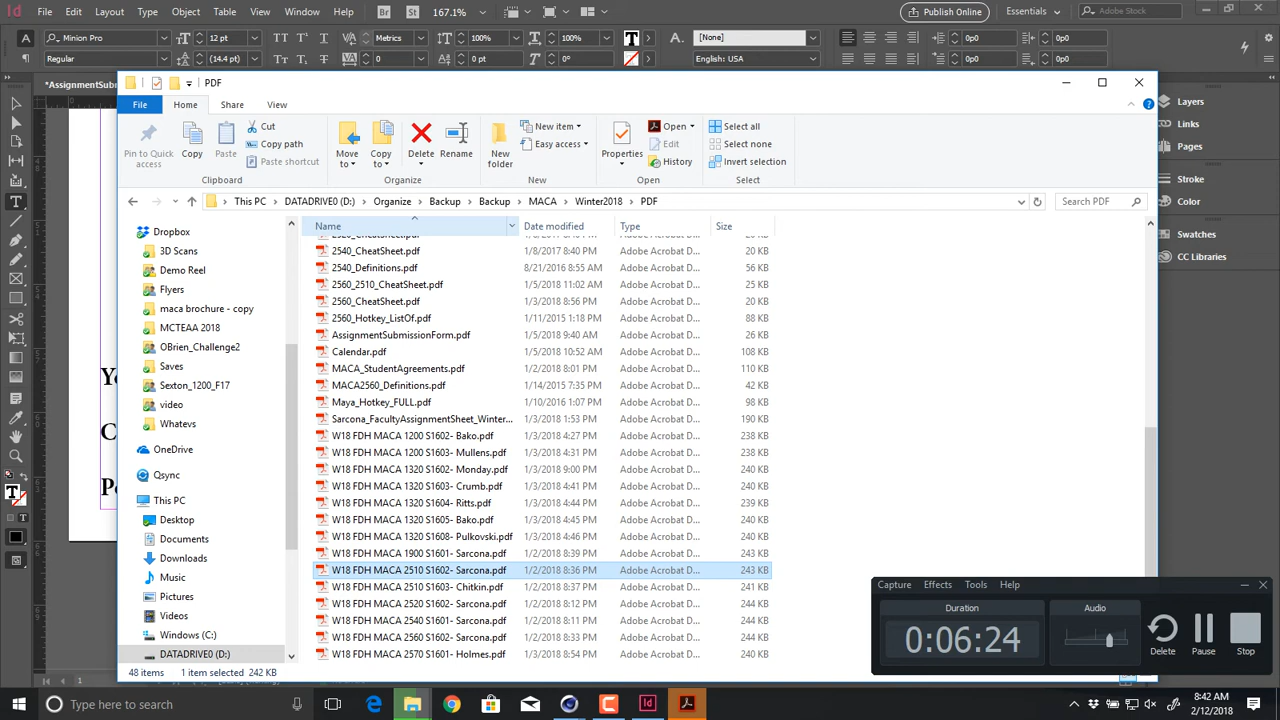 Id File Edit Layout Type Object Table View Window Help Br St 167.1% Publish Online Essentials Adobe Stock
A Minion Pro 12 pt Metrics 100% 100% T A. [None] 0p0 0p0
Regular (14.4 pt) 0 0 pt 0° English: USA 0p0 0p0
*AssignmentSubm
PDF
File Home Share View
Pin to Quick access Copy Paste Cut Copy path Paste shortcut
Move to Copy to Delete Rename New folder New item Easy access
Properties Open Edit History Select all Select none Invert selection
Clipboard Organize New Open Select
This PC DATADRIVE0 (D:) Organize Backup Backup MACA Winter2018 PDF Search PDF
Name Date modified Type Size
2540_CheatSheet.pdf 1/8/2017 8:40 PM Adobe Acrobat D... 20 KB
2540_Definitions.pdf 8/21/2016 8:55 AM Adobe Acrobat D... 56 KB
2560_2510_CheatSheet.pdf 1/5/2018 11:02 AM Adobe Acrobat D... 25 KB
2560_CheatSheet.pdf 1/3/2018 8:56 PM Adobe Acrobat D... 20 KB
2560_Hotkey_ListOf.pdf 1/11/2015 1:18 PM Adobe Acrobat D... 88 KB
AssignmentSubmissionForm.pdf 1/5/2018 9:40 AM Adobe Acrobat D... 26 KB
Calendar.pdf 1/5/2018 10:52 AM Adobe Acrobat D... 108 KB
MACA_StudentAgreements.pdf 1/2/2018 8:01 PM Adobe Acrobat D... 110 KB
MACA2560_Definitions.pdf 1/14/2015 7:35 PM Adobe Acrobat D... 42 KB
Maya_Hotkey_FULL.pdf 1/10/2016 1:07 PM Adobe Acrobat D... 98 KB
Sarcona_FacultyAssignmentSheet_Winter... 1/3/2018 1:53 PM Adobe Acrobat D... 190 KB
W18 FDH MACA 1200 S1602- Bako.pdf 1/3/2018 4:27 PM Adobe Acrobat D... 238 KB
W18 FDH MACA 1200 S1603- Mullens.pdf 1/3/2018 4:31 PM Adobe Acrobat D... 238 KB
W18 FDH MACA 1320 S1602- Monday.pdf 1/3/2018 9:00 PM Adobe Acrobat D... 240 KB
W18 FDH MACA 1320 S1603- Crumb.pdf 1/3/2018 4:41 PM Adobe Acrobat D... 240 KB
W18 FDH MACA 1320 S1604- Ritts.pdf 1/3/2018 4:44 PM Adobe Acrobat D... 240 KB
W18 FDH MACA 1320 S1605- Bako.pdf 1/3/2018 4:45 PM Adobe Acrobat D... 240 KB
W18 FDH MACA 1320 S1608- Pulkovski.pdf 1/3/2018 4:46 PM Adobe Acrobat D... 240 KB
W18 FDH MACA 1900 S1601- Sarcona.pdf 1/2/2018 8:39 PM Adobe Acrobat D... 243 KB
W18 FDH MACA 2510 S1602- Sarcona.pdf 1/2/2018 8:36 PM Adobe Acrobat D... 243 KB
W18 FDH MACA 2510 S1603- Chitkin.pdf 1/2/2018 8:37 PM Adobe Acrobat D... 241 KB
W18 FDH MACA 2520 S1602- Sarcona.pdf 1/2/2018 8:12 PM Adobe Acrobat D... 244 KB
W18 FDH MACA 2540 S1601- Sarcona.pdf 1/2/2018 8:11 PM Adobe Acrobat D... 244 KB
W18 FDH MACA 2560 S1602- Sarcona.pdf 1/2/2018 8:33 PM Adobe Acrobat D... 244 KB
W18 FDH MACA 2570 S1601- Holmes.pdf 1/3/2018 8:54 PM Adobe Acrobat D... 240 KB
Dropbox
3D Scans
Demo Reel
Flyers
maca brochure - copy
MCTEAA 2018
OBrien_Challenge2
Saves
Sexton_1200_F17
video
Whatevs
OneDrive
Qsync
This PC
Desktop
Documents
Downloads
Music
Pictures
Videos
Windows (C:)
DATADRIVE0 (D:)
48 items 1 item selected 242 KB
Layers
Links
Pages
Stroke
Color
Swatches
CC Libraries
Capture Effects Tools Help
Duration Audio
0:06:24
Delete Pause Stop
Type here to search
8:42 AM
2/12/2018